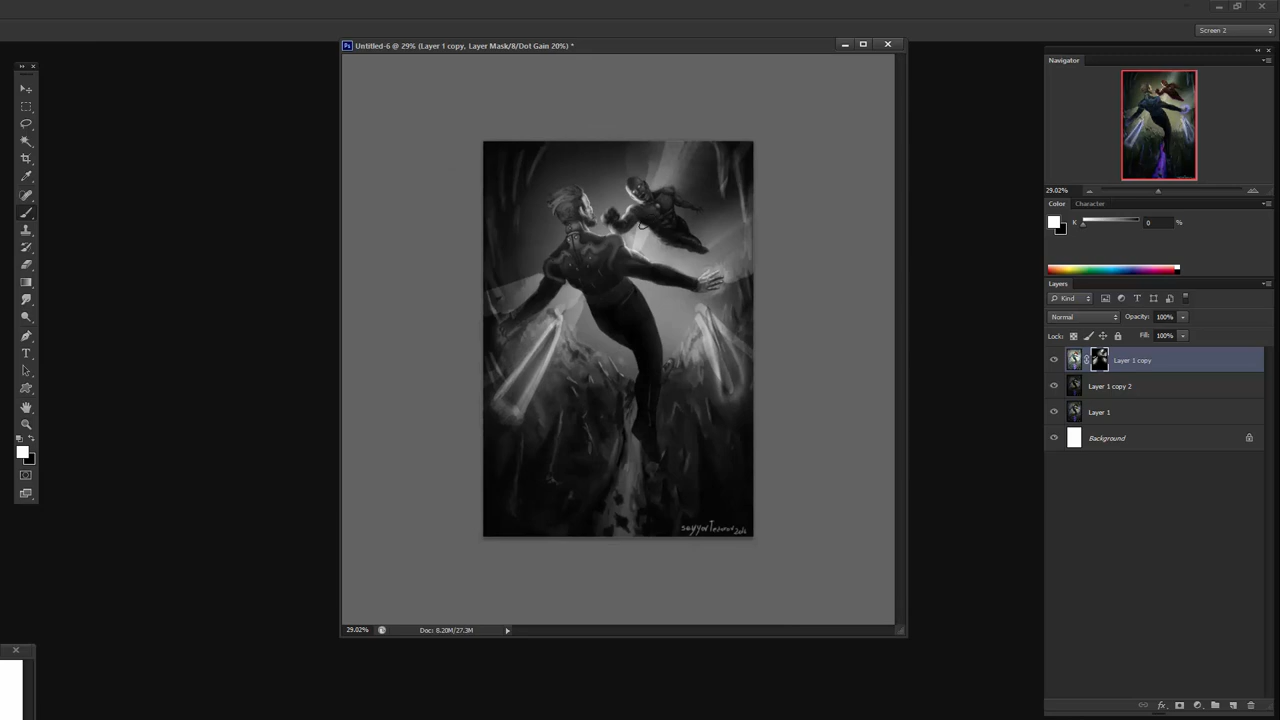 Screen 2
Ps Untitled-6 @ 29% (Layer 1 copy, Layer Mask/8/Dot Gain 20%) *
Navigator
29.02%
Color Character
K 0 %
Layers
Kind
Normal Opacity: 100%
Lock: Fill: 100%
Layer 1 copy
Layer 1 copy 2
Layer 1
Background
29.02% Doc: 8.20M/27.3M